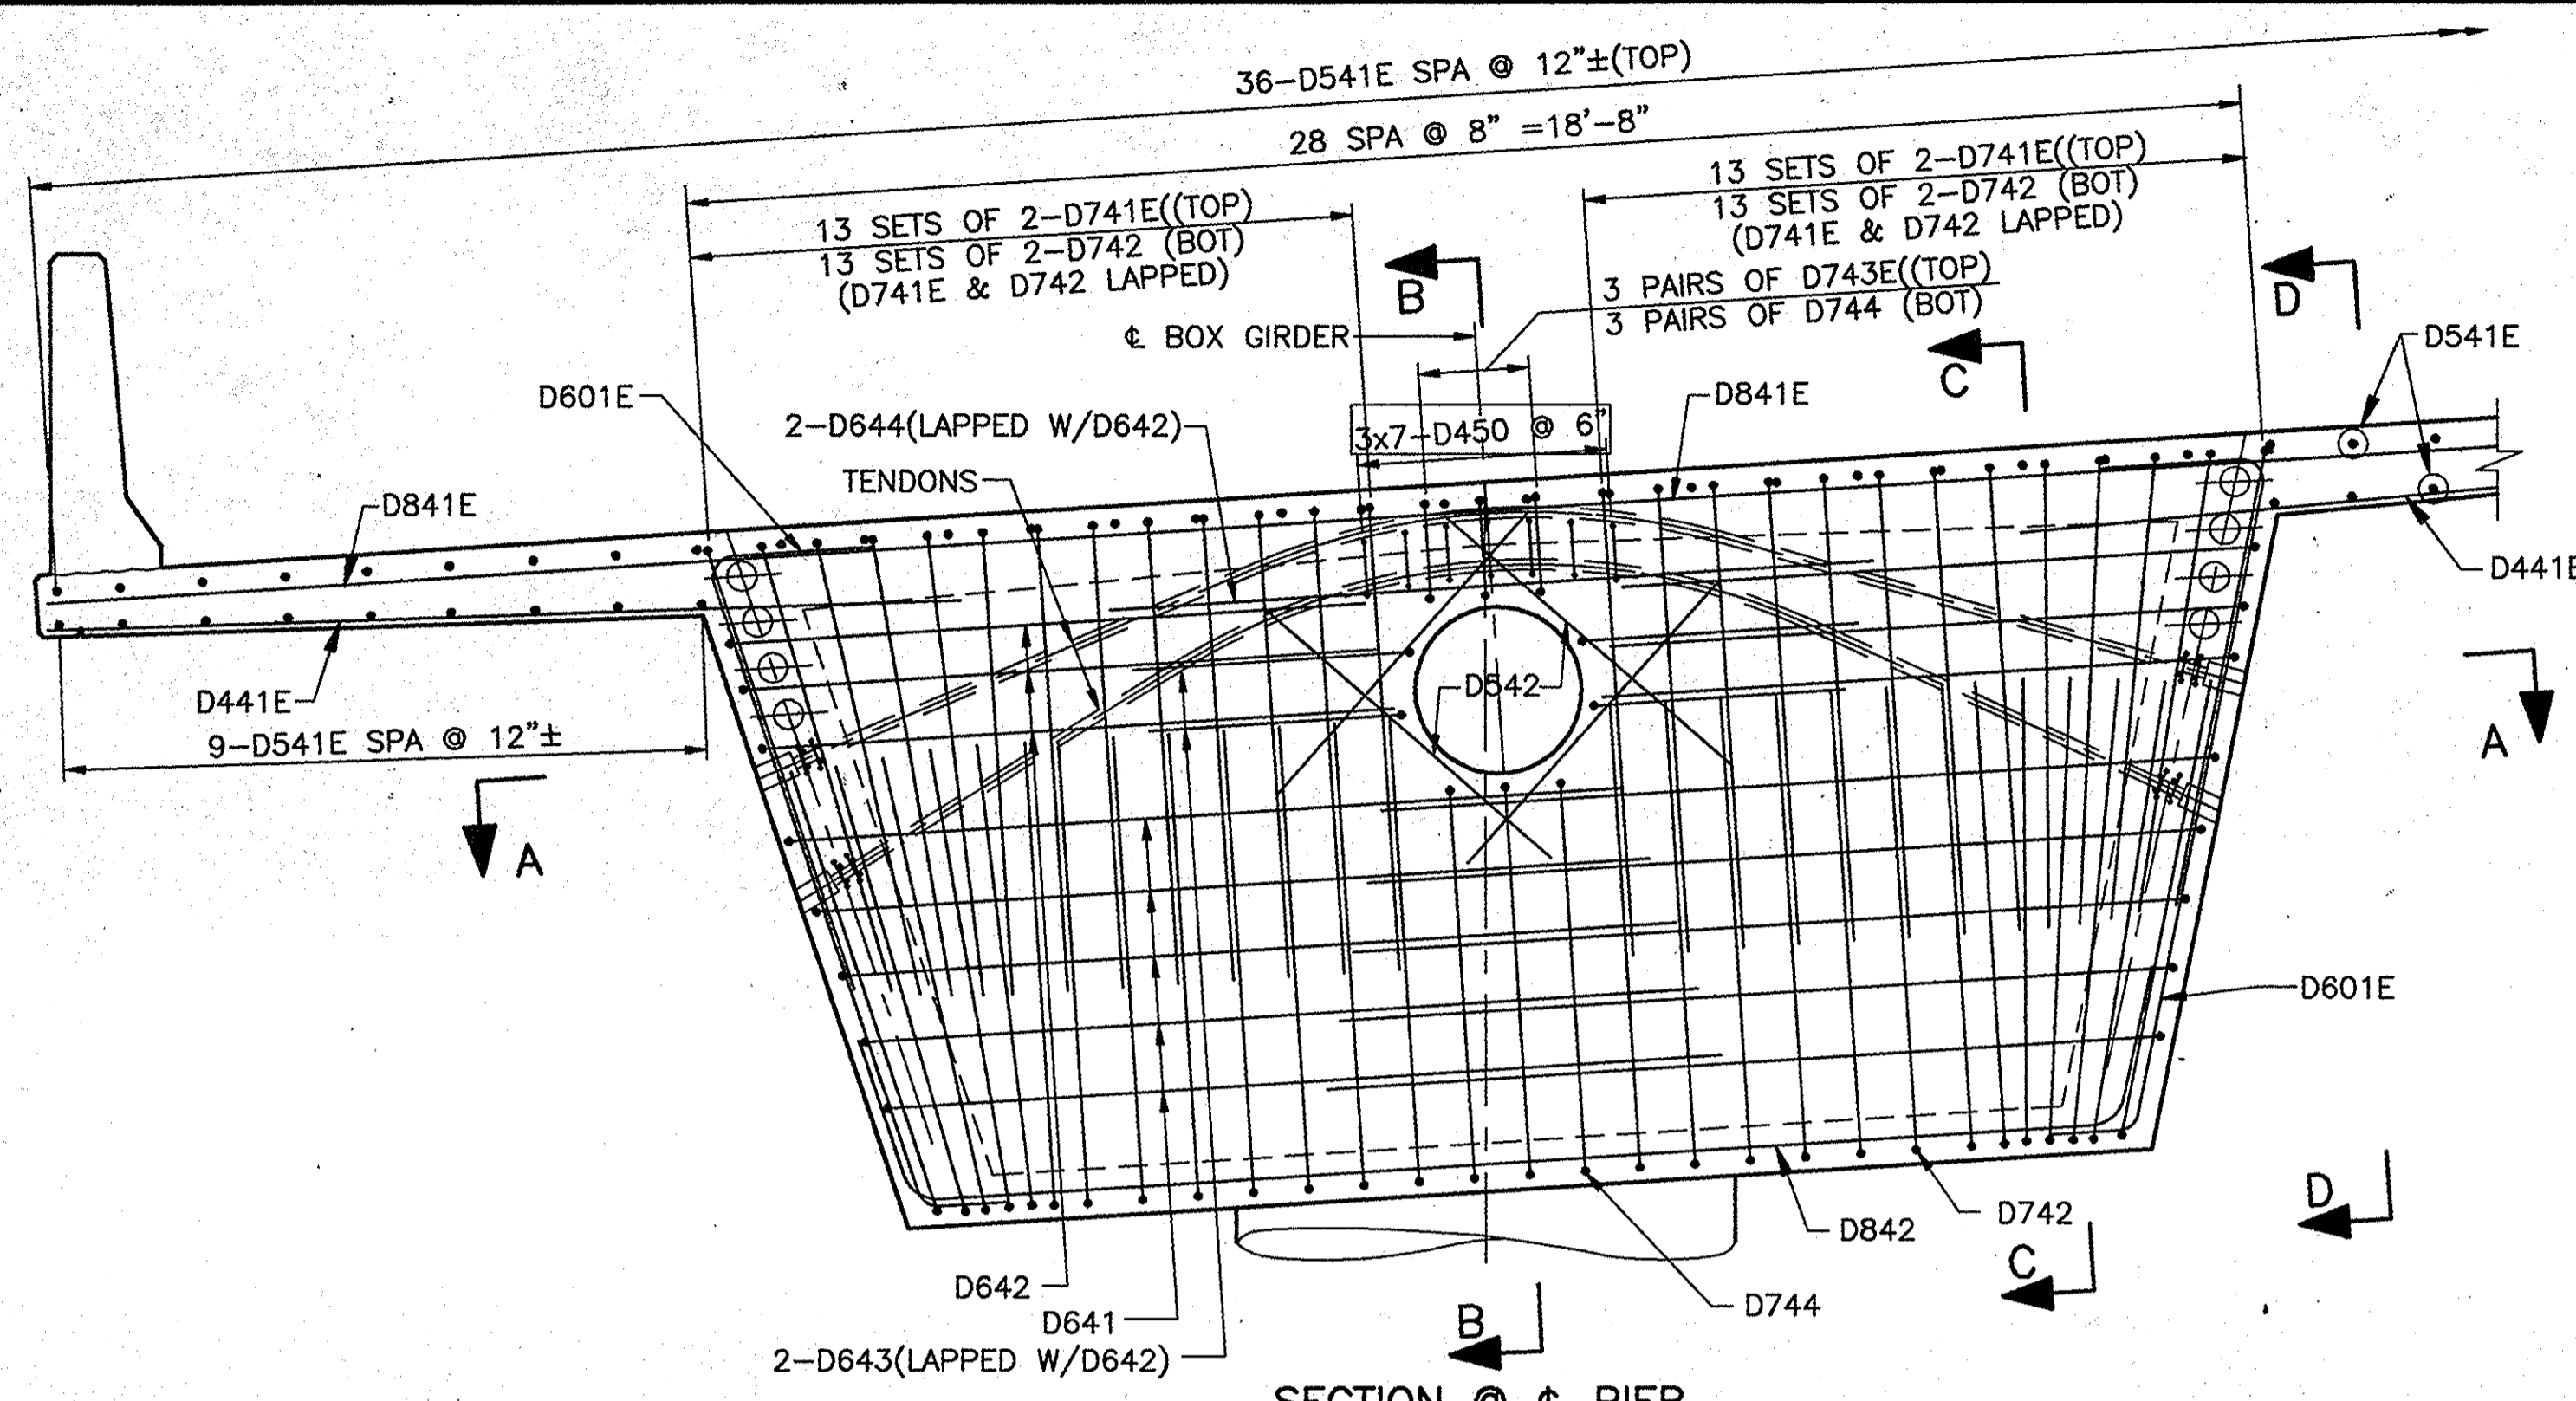 36-D541E SPA @ 12"±(TOP)
28 SPA @ 8" =18'-8"
13 SETS OF 2-D741E((TOP)
13 SETS OF 2-D742 (BOT)
(D741E & D742 LAPPED)
13 SETS OF 2-D741E((TOP)
13 SETS OF 2-D742 (BOT)
(D741E & D742 LAPPED)
B
3 PAIRS OF D743E((TOP)
3 PAIRS OF D744 (BOT)
D
℄ BOX GIRDER
C
D541E
D601E
2-D644(LAPPED W/D642)
3x7-D450 @ 6"
D841E
TENDONS
D841E
D441E
D542
D441E
9-D541E SPA @ 12"±
A
A
D601E
D842
D742
D
C
D642
D641
2-D643(LAPPED W/D642)
B
D744
SECTION @ ℄ PIER